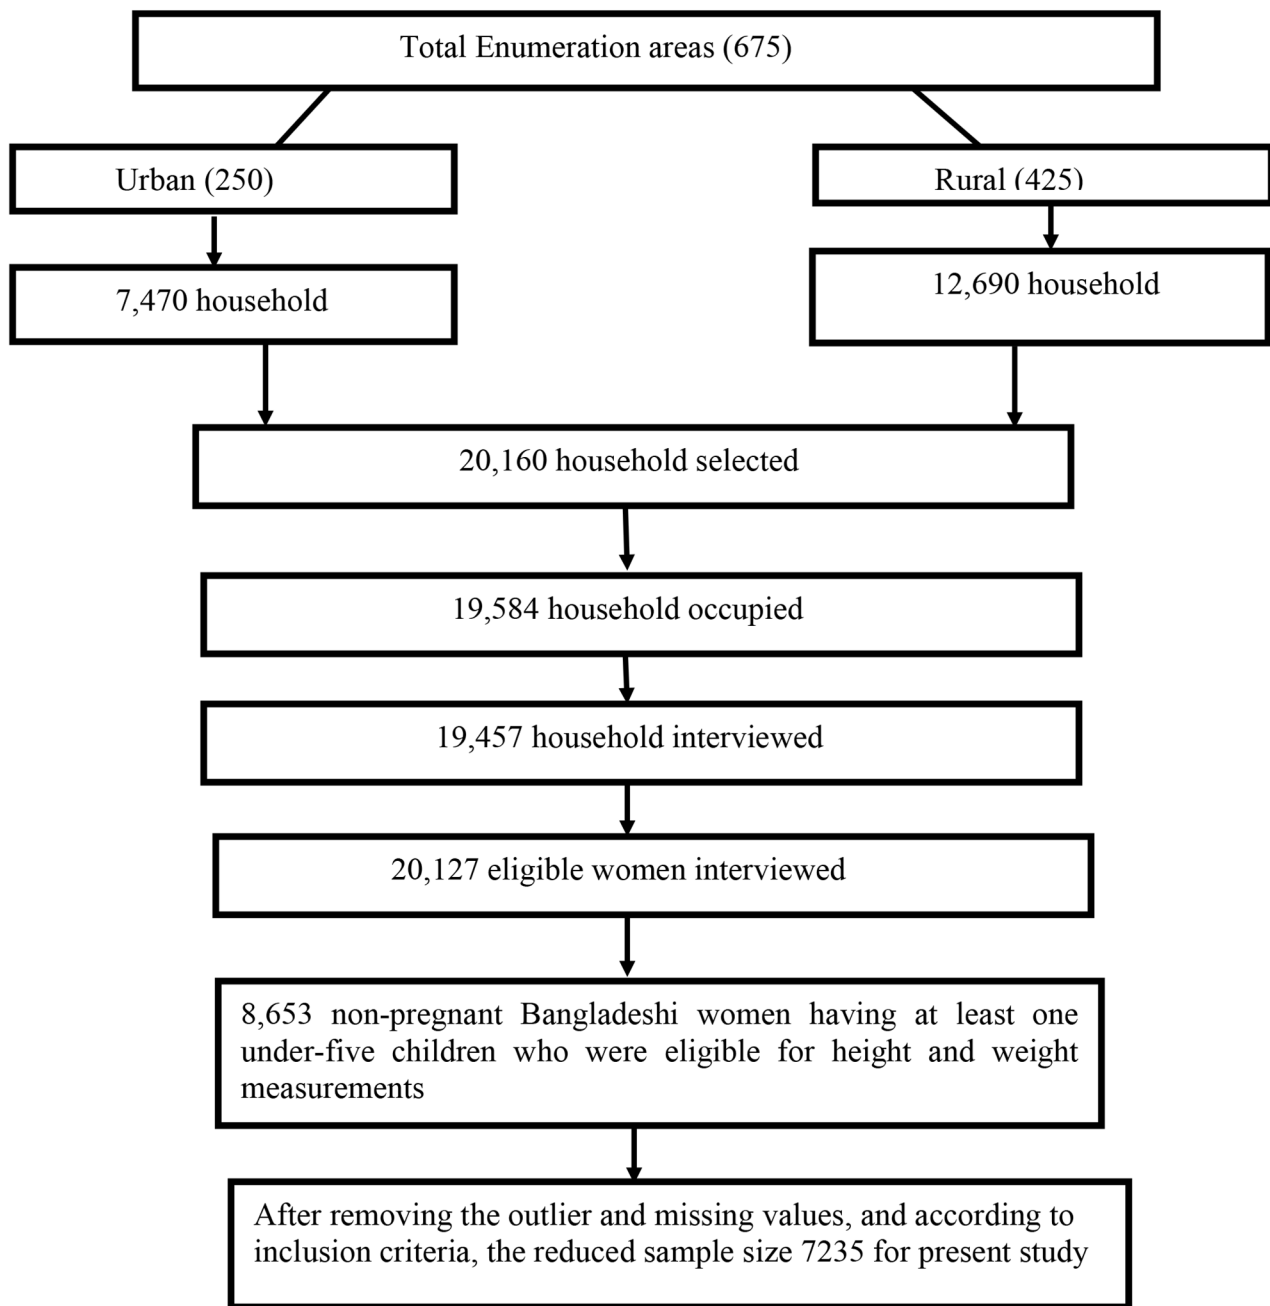 Total Enumeration areas (675)
Urban (250)
Rural (425)
7,470 household
12,690 household
20,160 household selected
19,584 household occupied
19,457 household interviewed
20,127 eligible women interviewed
8,653 non-pregnant Bangladeshi women having at least one
under-five children who were eligible for height and weight
measurements
After removing the outlier and missing values, and according to
inclusion criteria, the reduced sample size 7235 for present study